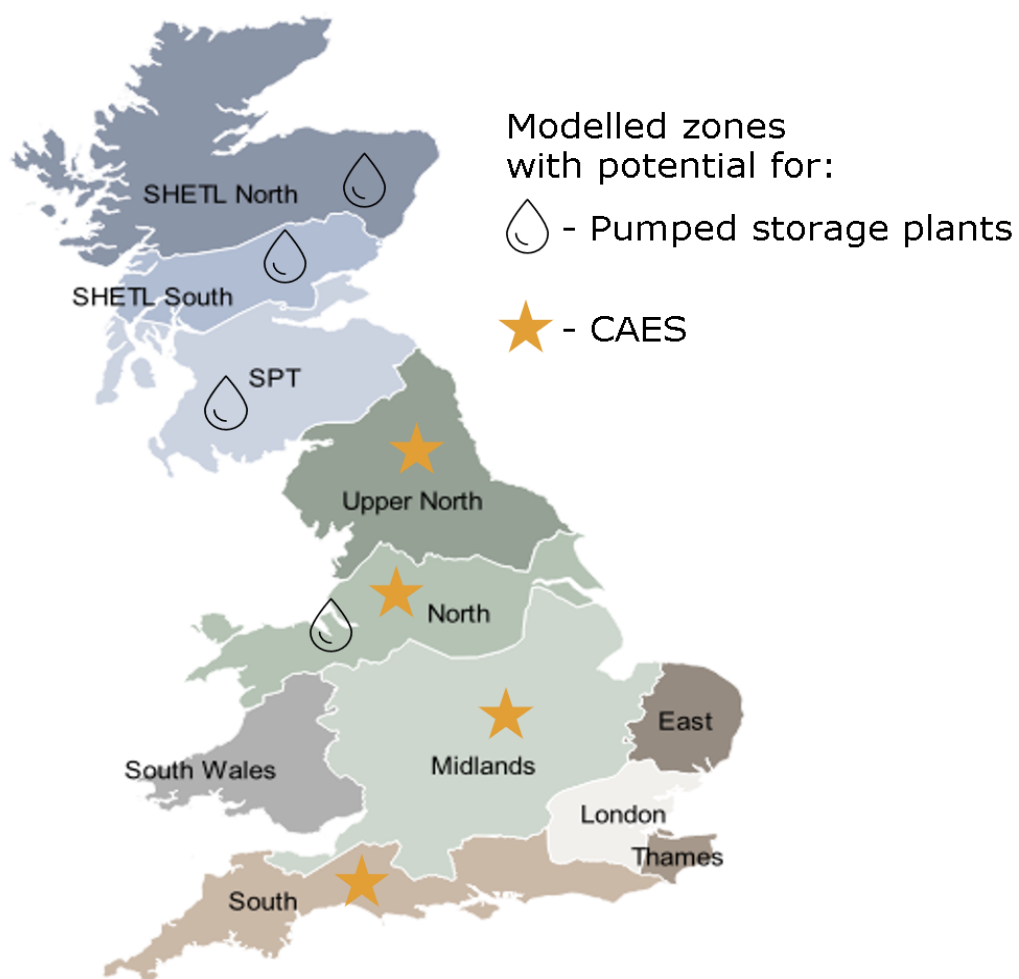 Modelled zones
with potential for:
- Pumped storage plants
- CAES
SHETL North
SHETL South
SPT
Upper North
North
East
Midlands
South Wales
London
Thames
South